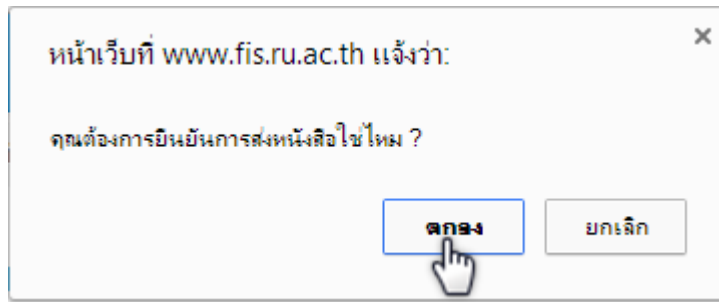 หน้าเว็บที่ www.fis.ru.ac.th แจ้งว่า:
คุณต้องการยืนยันการส่งหนังสือใช่ไหม ?
ตกลง ยกเลิก